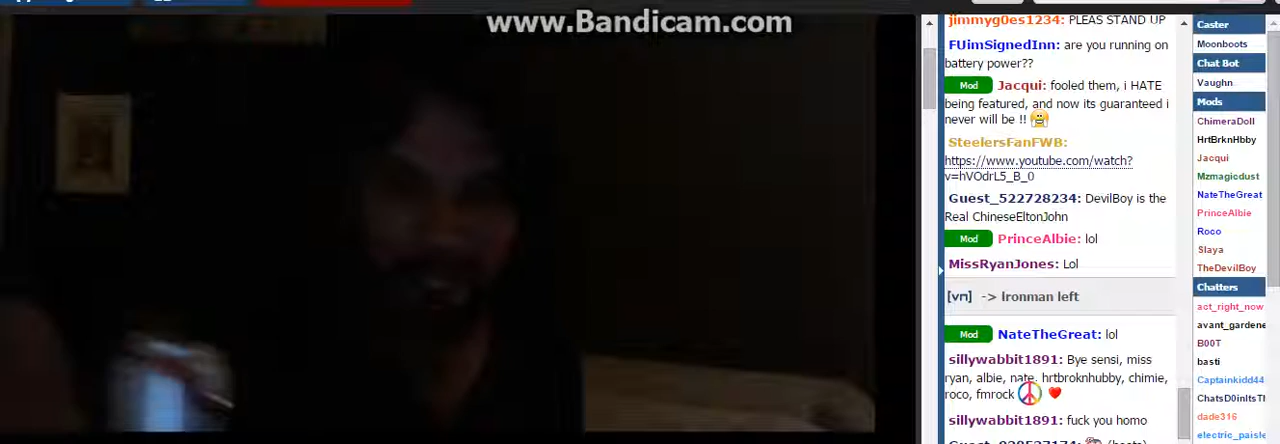 www.Bandicam.com
jimmyg0es1234: PLEAS STAND UP
FUimSignedInn: are you running on
battery power??
Mod Jacqui: fooled them, i HATE
being featured, and now its guaranteed i
never will be !!
SteelersFanFWB:
https://www.youtube.com/watch?
v=hVOdrL5_B_0
Guest_522728234: DevilBoy is the
Real ChineseEltonJohn
Mod PrinceAlbie: lol
MissRyanJones: Lol
-> Ironman left
Mod NateTheGreat: lol
sillywabbit1891: Bye sensi, miss
ryan, albie, nate, hrtbroknhubby, chimie,
roco, fmrock
sillywabbit1891: fuck you homo
Caster
Moonboots
Chat Bot
Vaughn
Mods
ChimeraDoll
HrtBrknHbby
Jacqui
Mzmagicdust
NateTheGreat
PrinceAlbie
Roco
Slaya
TheDevilBoy
Chatters
act_right_now
avant_gardene
B00T
basti
Captainkidd44
ChatsD0inItsTh
dade316
electric_paisle